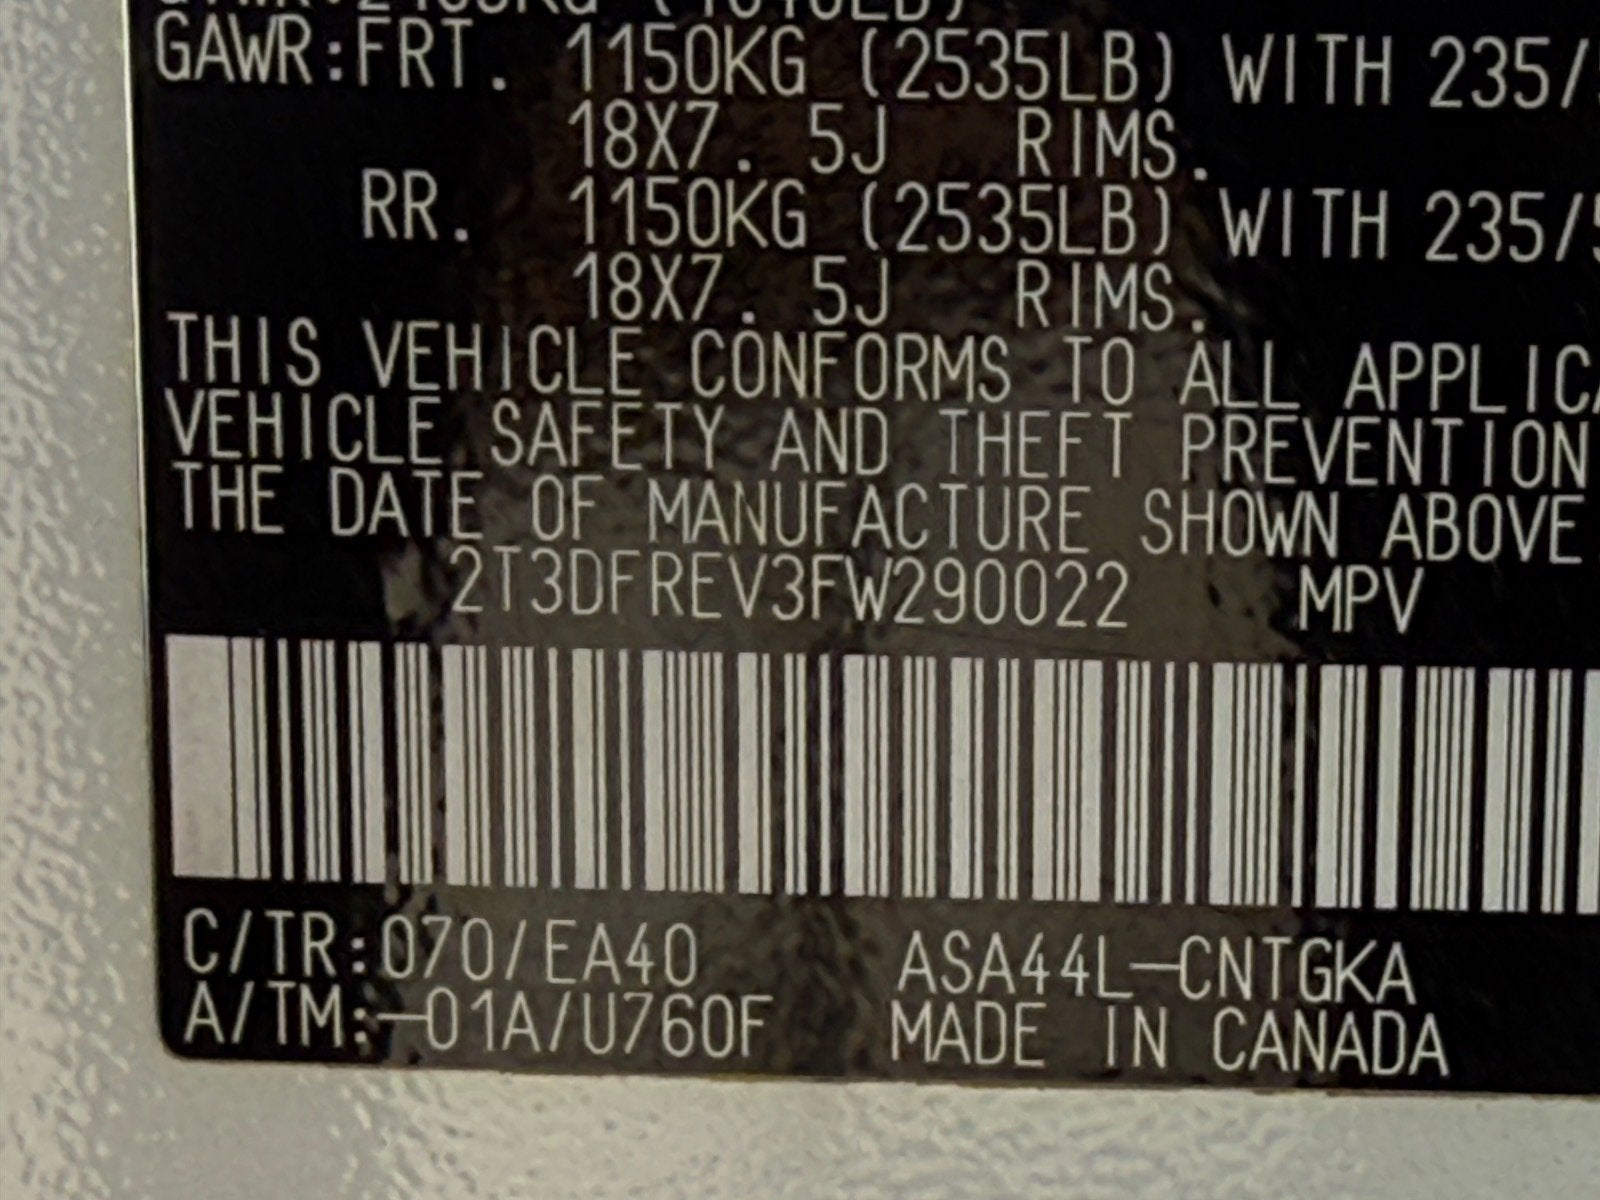 GAWR:FRT. 1150KG (2535LB) WITH 235/
18X7. 5J RIMS.
RR. 1150KG (2535LB) WITH 235/5
18X7. 5J RIMS.
THIS VEHICLE CONFORMS TO ALL APPLICA
VEHICLE SAFETY AND THEFT PREVENTION
THE DATE OF MANUFACTURE SHOWN ABOVE
2T3DFREV3FW290022 MPV
C/TR:070/EA40 ASA44L-CNTGKA
A/TM:-01A/U760F MADE IN CANADA